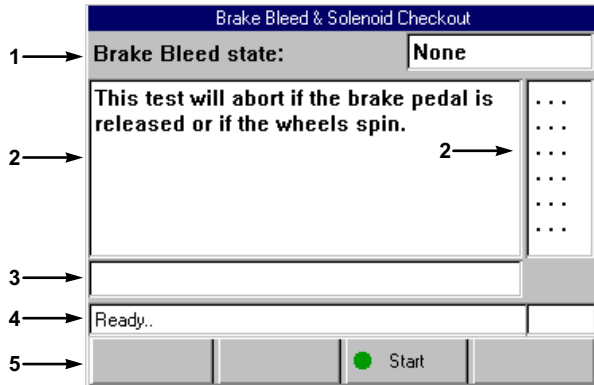 Brake Bleed & Solenoid Checkout
1 Brake Bleed state: None
This test will abort if the brake pedal is
released or if the wheels spin.
2 2
. . .
. . .
. . .
. . .
. . .
. . .
3
4 Ready..
5 Start